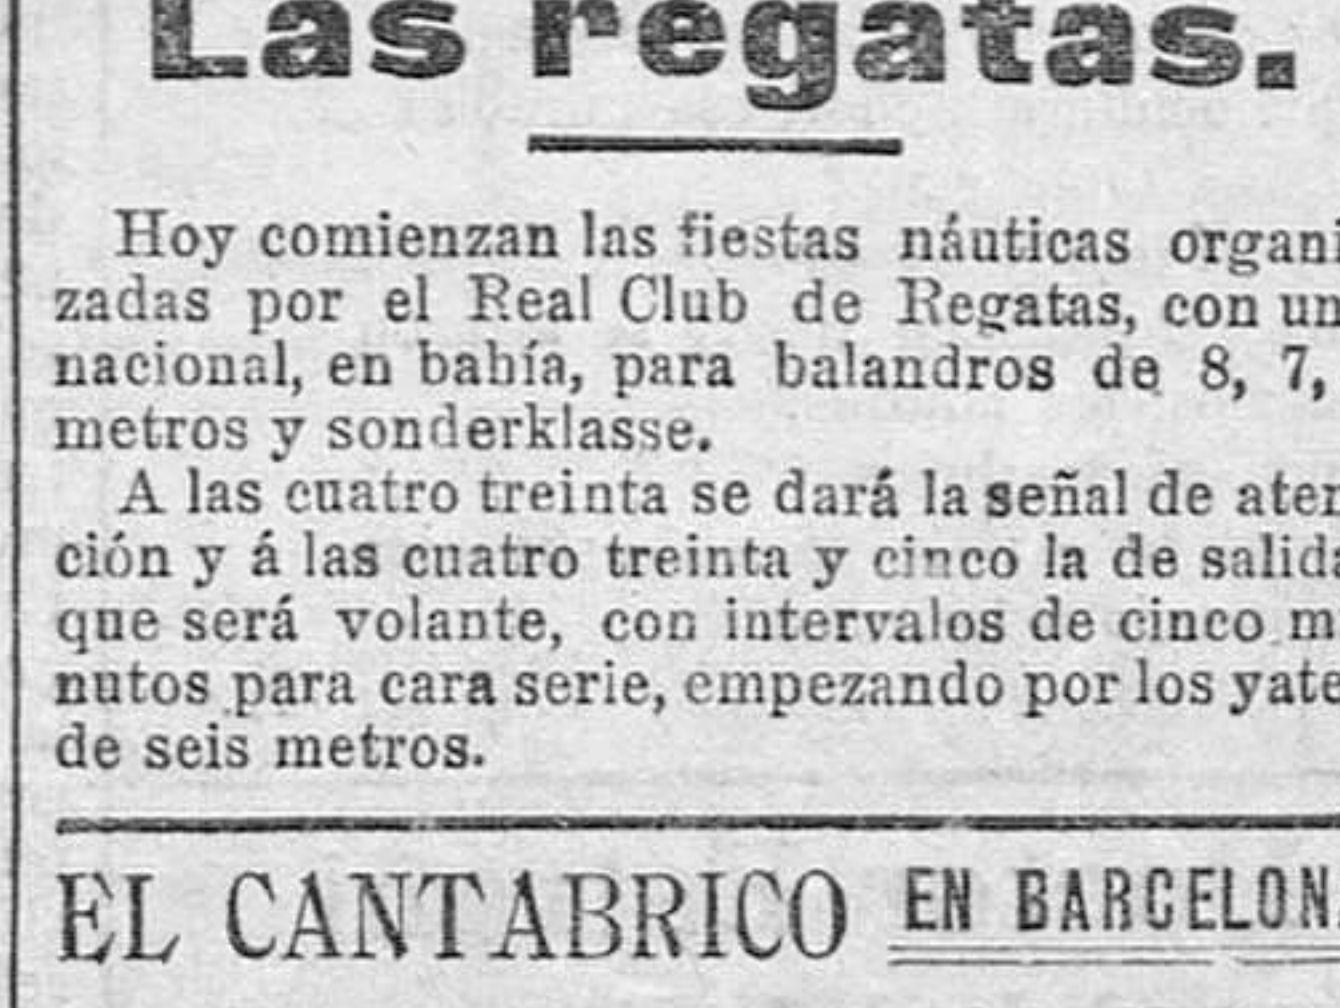 Las regatas.
Hoy comienzan las fiestas náuticas organi
zadas por el Real Club de Regatas, con un
nacional, en bahía, para balandros de 8, 7,
metros y sonderklasse.
A las cuatro treinta se dará la señal de aten
ción y á las cuatro treinta y cinco la de salida
que será volante, con intervalos de cinco m
nutos para cara serie, empezando por los yate
de seis metros.
EL CANTABRICO EN BARCELON